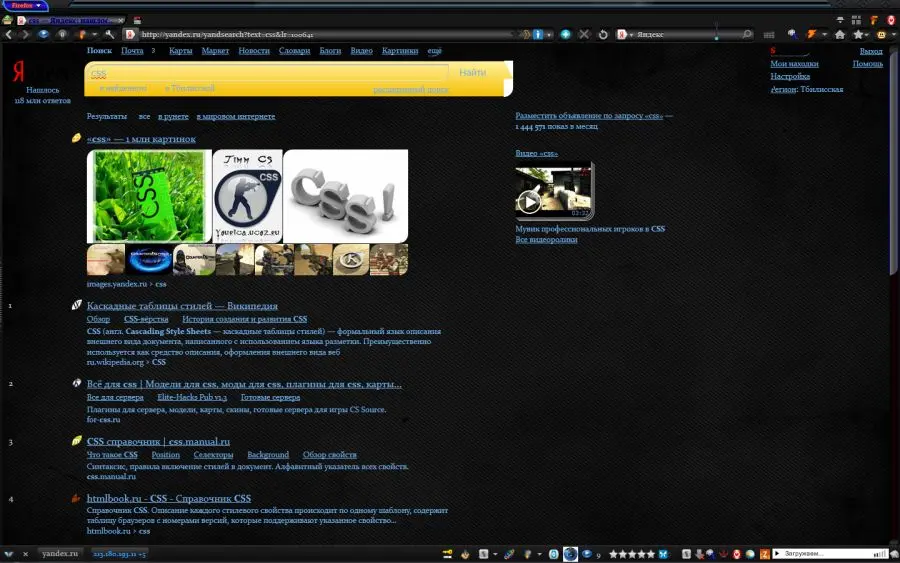 Firefox
css — Яндекс: нашлос...
http://yandex.ru/yandsearch?text=css&lr=100641
Яндекс
Поиск Почта 3 Карты Маркет Новости Словари Блоги Видео Картинки ещё
Выход
Мои находки Помощь
Настройка
Регион: Тбилисская
Я
css
Найти
в найденном в Тбилисской расширенный поиск
Нашлось
118 млн ответов
Результаты все в рунете в мировом интернете
«css» — 1 млн картинок
CSS
Jimm CS
CSS
Yourica.ucoz.ru
CSS!
images.yandex.ru > css
1 Каскадные таблицы стилей — Википедия
Обзор CSS-вёрстка История создания и развития CSS
CSS (англ. Cascading Style Sheets — каскадные таблицы стилей) — формальный язык описания
внешнего вида документа, написанного с использованием языка разметки. Преимущественно
используется как средство описания, оформления внешнего вида веб
ru.wikipedia.org > CSS
2 Всё для css | Модели для css, моды для css, плагины для css, карты...
Все для сервера Elite-Hacks Pub v1.3 Готовые сервера
Плагины для сервера, модели, карты, скины, готовые сервера для игры CS Source.
for-css.ru
3 CSS справочник | css.manual.ru
Что такое CSS Position Селекторы Background Обзор свойств
Синтаксис, правила включение стилей в документ. Алфавитный указатель всех свойств.
css.manual.ru
4 htmlbook.ru - CSS - Справочник CSS
Справочник CSS. Описание каждого стилевого свойства происходит по одному шаблону, содержит
таблицу браузеров с номерами версий, которые поддерживают указанное свойство...
htmlbook.ru > css
Разместить объявление по запросу «css» —
1 444 571 показ в месяц
Видео «css»
03:37
Мувик профессиональных игроков в CSS
Все видеоролики
yandex.ru
213.180.193.11 +5
9
Загружаем...